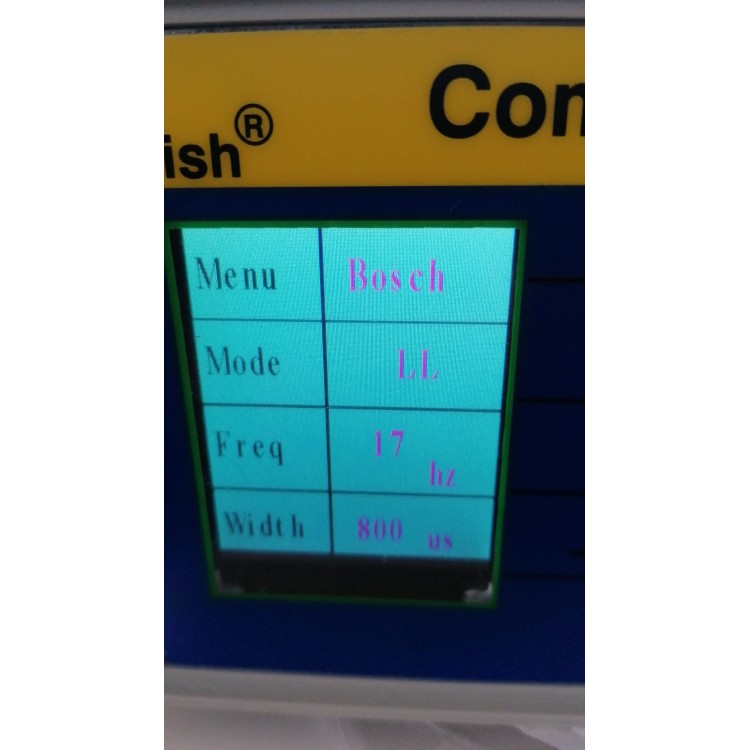 ish®
Con
Menu Bosch
Mode LL
Freq 17 hz
Width 800 us